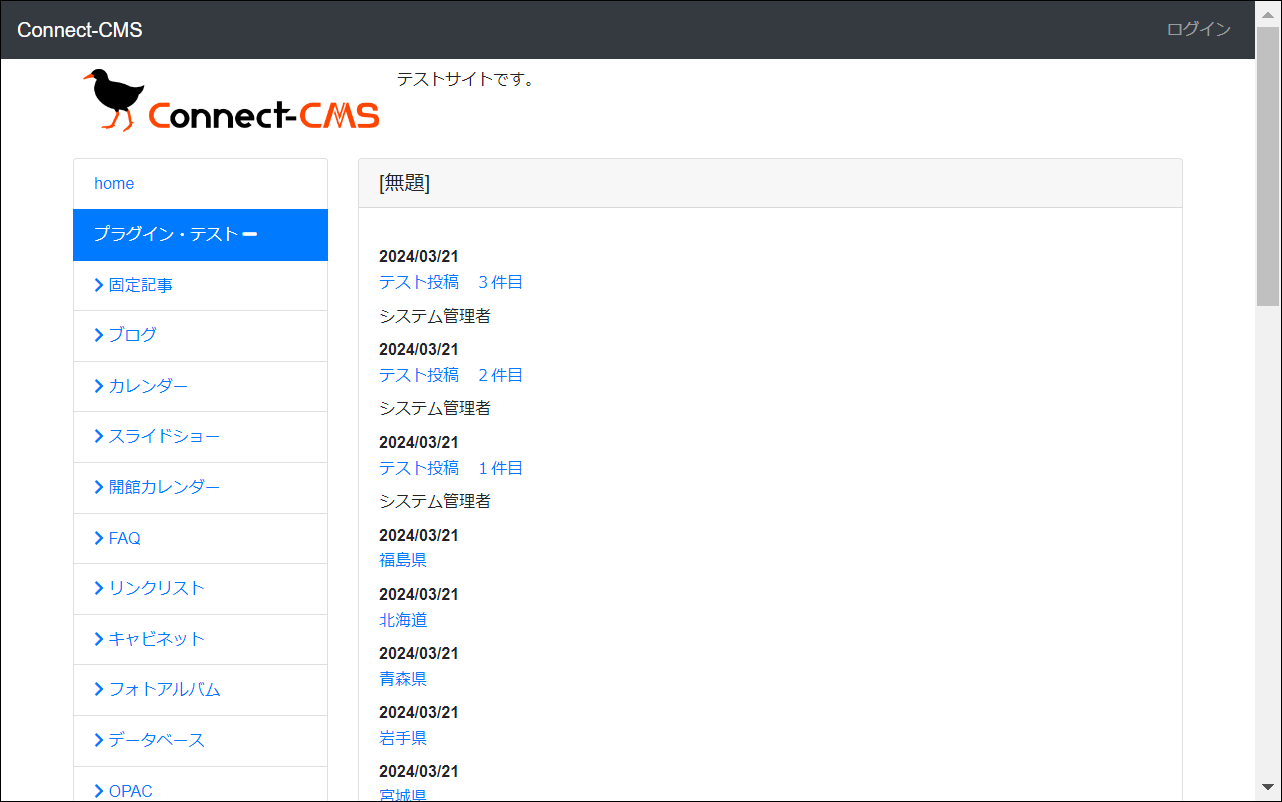 Connect-CMS
ログイン
Connect-CMS
テストサイトです。
home
プラグイン・テスト
固定記事
ブログ
カレンダー
スライドショー
開館カレンダー
FAQ
リンクリスト
キャビネット
フォトアルバム
データベース
OPAC
[無題]
2024/03/21
テスト投稿　３件目
システム管理者
2024/03/21
テスト投稿　２件目
システム管理者
2024/03/21
テスト投稿　１件目
システム管理者
2024/03/21
福島県
2024/03/21
北海道
2024/03/21
青森県
2024/03/21
岩手県
2024/03/21
宮城県